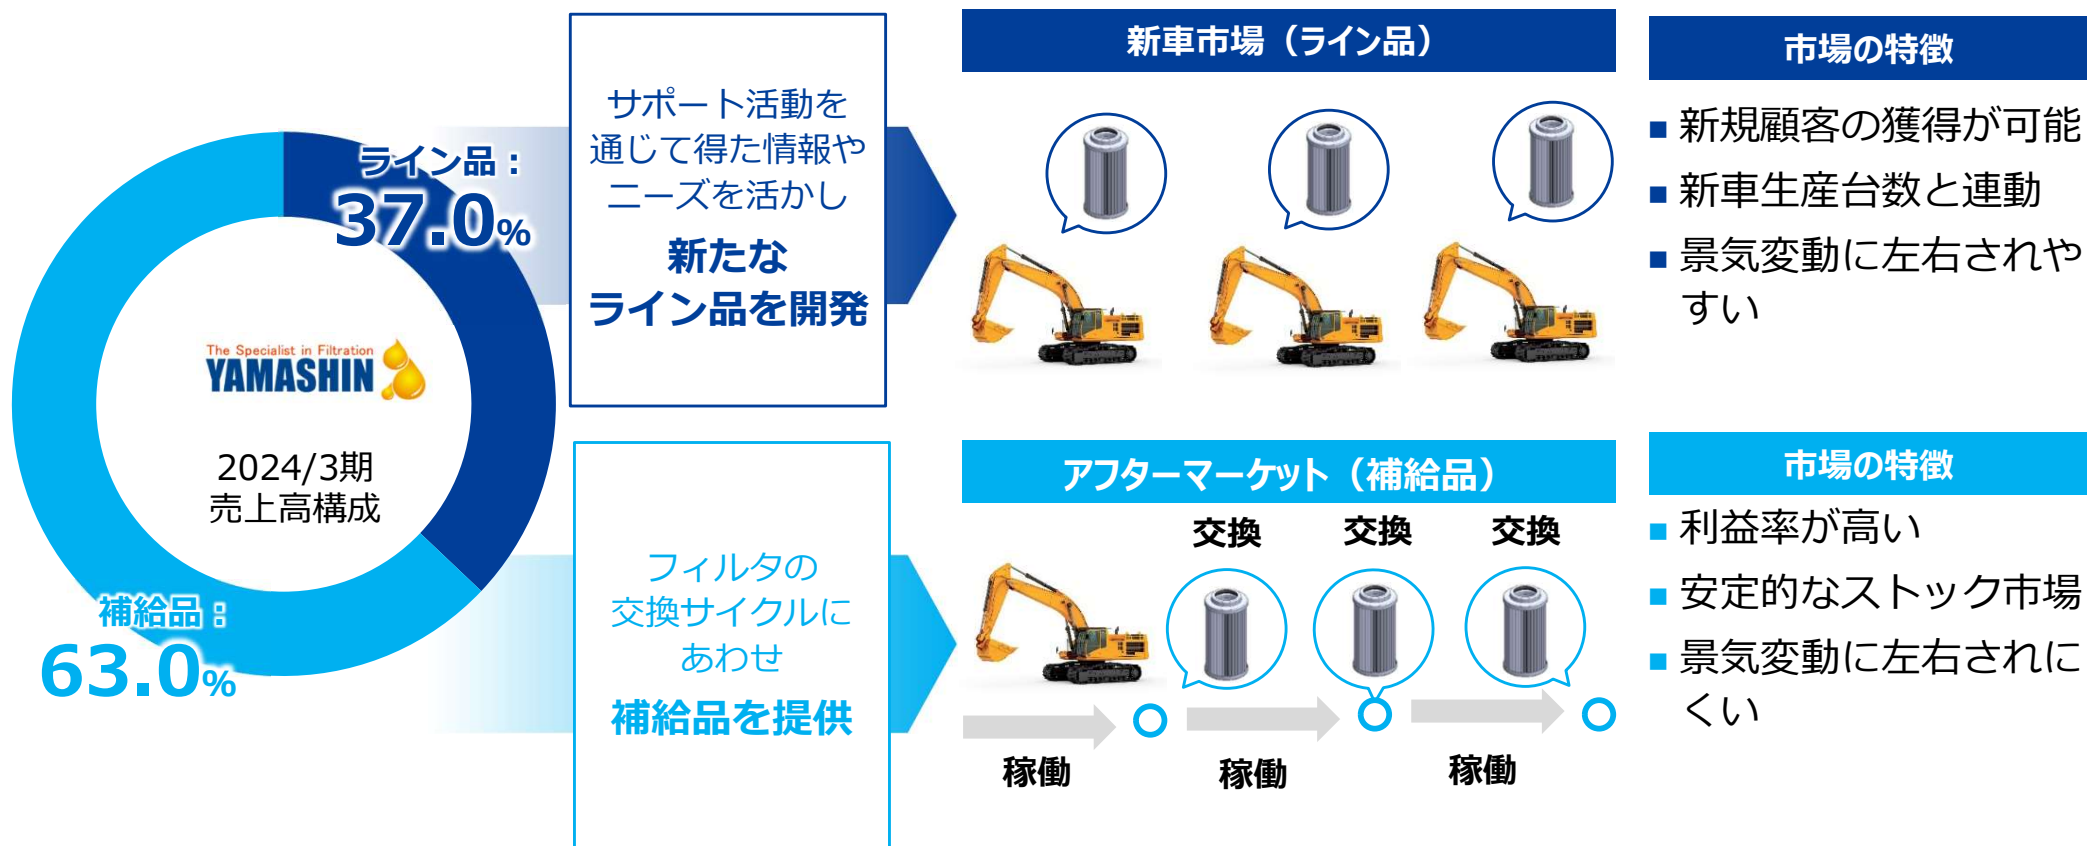 ライン品：
37.0%
The Specialist in Filtration
YAMASHIN
2024/3期
売上高構成
補給品：
63.0%
サポート活動を
通じて得た情報や
ニーズを活かし
新たな
ライン品を開発
新車市場（ライン品）
市場の特徴
■ 新規顧客の獲得が可能
■ 新車生産台数と連動
■ 景気変動に左右されや
すい
フィルタの
交換サイクルに
あわせ
補給品を提供
アフターマーケット（補給品）
交換 交換 交換
稼働 稼働 稼働
市場の特徴
■ 利益率が高い
■ 安定的なストック市場
■ 景気変動に左右されに
くい